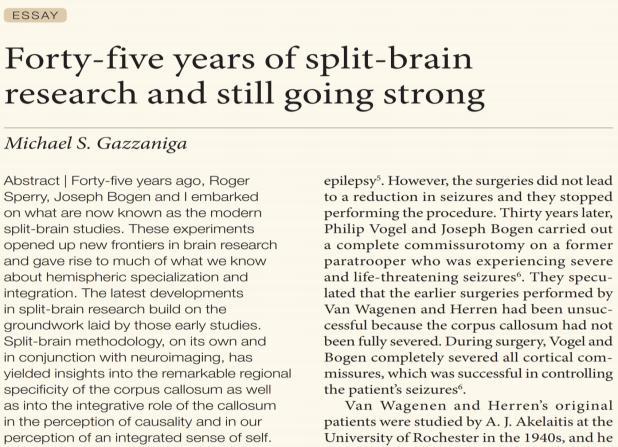 ESSAY
Forty-five years of split-brain
research and still going strong
Michael S. Gazzaniga
Abstract | Forty-five years ago, Roger
Sperry, Joseph Bogen and I embarked
on what are now known as the modern
split-brain studies. These experiments
opened up new frontiers in brain research
and gave rise to much of what we know
about hemispheric specialization and
integration. The latest developments
in split-brain research build on the
groundwork laid by those early studies.
Split-brain methodology, on its own and
in conjunction with neuroimaging, has
yielded insights into the remarkable regional
specificity of the corpus callosum as well
as into the integrative role of the callosum
in the perception of causality and in our
perception of an integrated sense of self.
epilepsy⁵. However, the surgeries did not lead
to a reduction in seizures and they stopped
performing the procedure. Thirty years later,
Philip Vogel and Joseph Bogen carried out
a complete commissurotomy on a former
paratrooper who was experiencing severe
and life-threatening seizures⁶. They specu-
lated that the earlier surgeries performed by
Van Wagenen and Herren had been unsuc-
cessful because the corpus callosum had not
been fully severed. During surgery, Vogel and
Bogen completely severed all cortical com-
missures, which was successful in controlling
the patient's seizures⁶.
Van Wagenen and Herren's original
patients were studied by A. J. Akelaitis at the
University of Rochester in the 1940s, and he